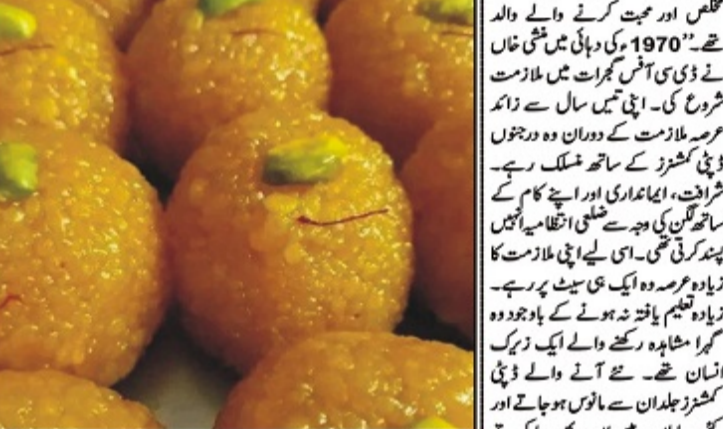 مخلص اور محبت کرنے والے والد
تھے۔’’1970ء کی دہائی میں منشی خاں
نے ڈی سی آفس گجرات میں ملازمت
شروع کی۔ اپنی تیس سال سے زائد
عرصہ ملازمت کے دوران وہ درجنوں
ڈپٹی کمشنرز کے ساتھ منسلک رہے۔
شرافت، ایمانداری اور اپنے کام کے
ساتھ لگن کی وجہ سے ضلعی انتظامیہ انہیں
پسند کرتی تھی۔ اسی لیے اپنی ملازمت کا
زیادہ عرصہ وہ ایک ہی سیٹ پر رہے۔
زیادہ تعلیم یافتہ نہ ہونے کے باوجود وہ
گہرا مشاہدہ رکھنے والے ایک زیرک
انسان تھے۔ نئے آنے والے ڈپٹی
کمشنرز جلد ان سے مانوس ہو جاتے اور